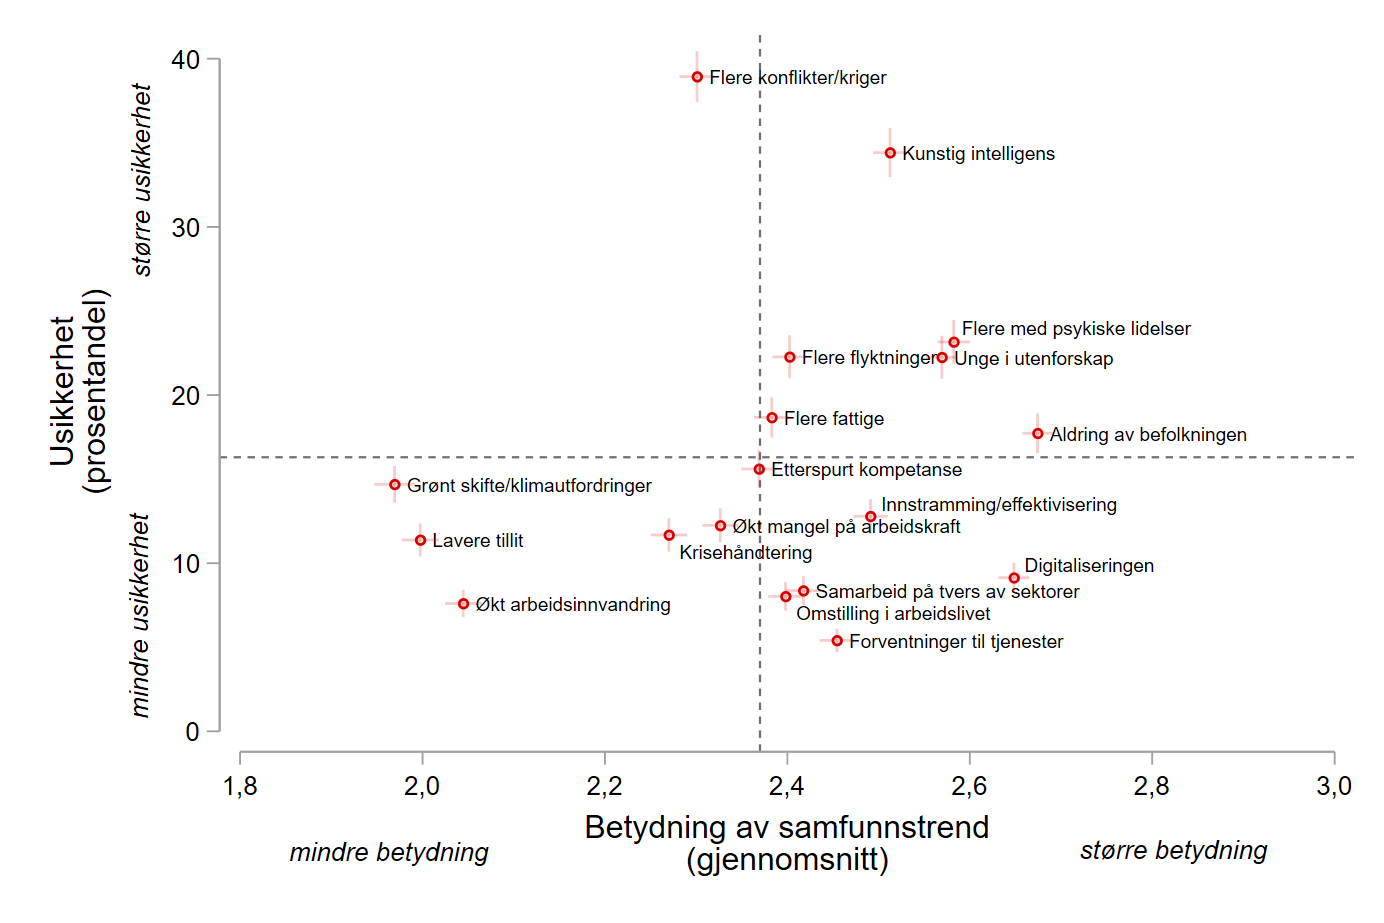 40
30
20
10
0
større usikkerhet
Usikkerhet
(prosentandel)
mindre usikkerhet
Flere konflikter/kriger
Kunstig intelligens
Flere med psykiske lidelser
Flere flyktninger
Unge i utenforskap
Flere fattige
Aldring av befolkningen
Etterspurt kompetanse
Grønt skifte/klimautfordringer
Innstramming/effektivisering
Økt mangel på arbeidskraft
Lavere tillit
Krisehåndtering
Digitaliseringen
Samarbeid på tvers av sektorer
Økt arbeidsinnvandring
Omstilling i arbeidslivet
Forventninger til tjenester
1,8 2,0 2,2 2,4 2,6 2,8 3,0
Betydning av samfunnstrend
(gjennomsnitt)
mindre betydning
større betydning